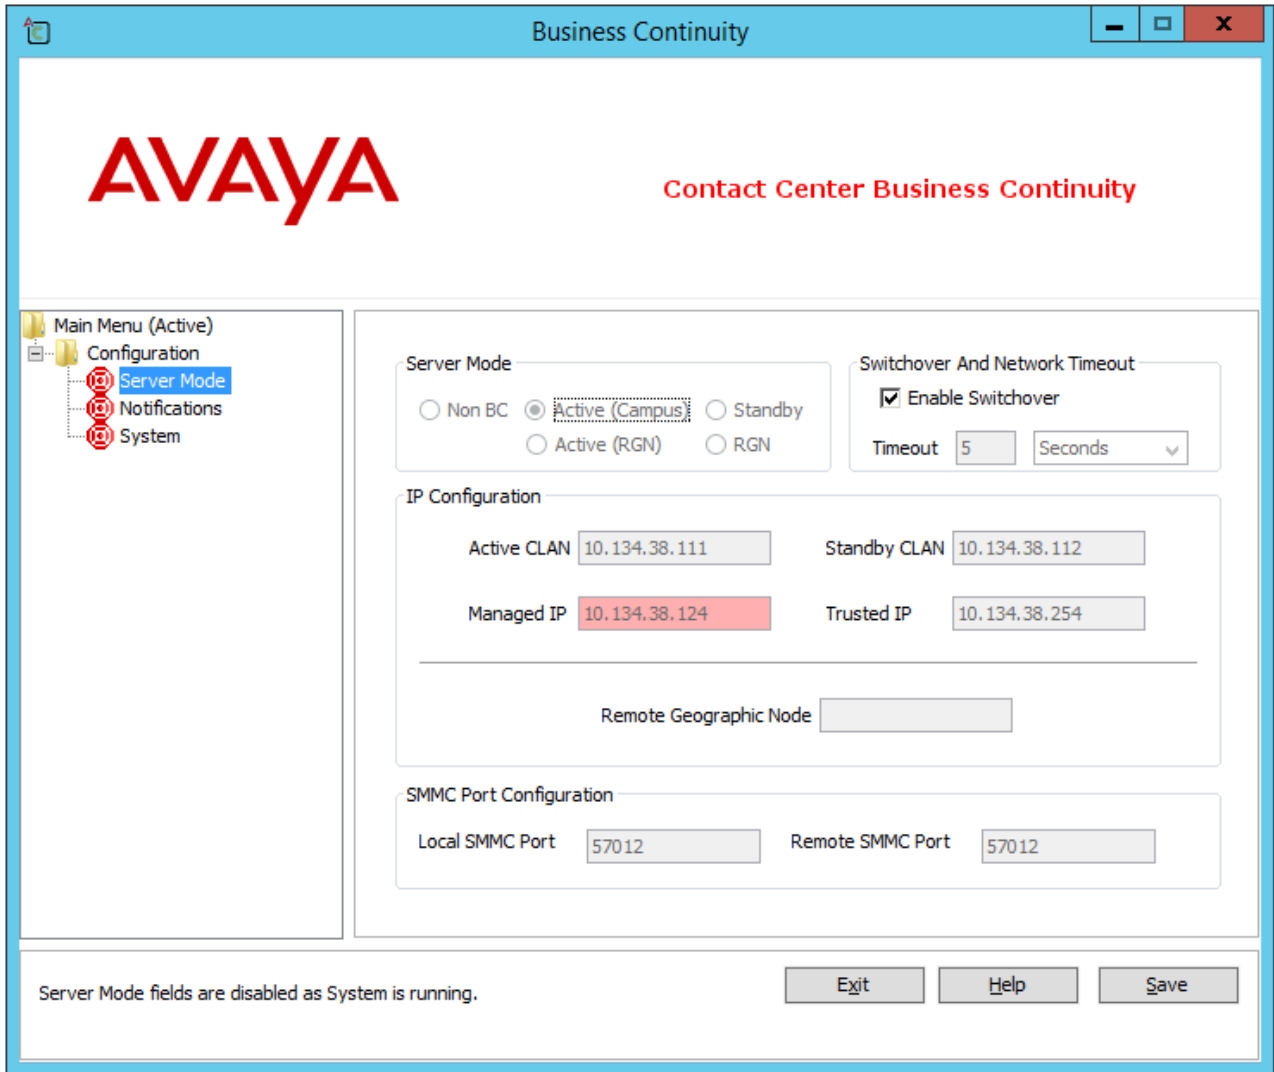 Business Continuity
AVAYA
Contact Center Business Continuity
Main Menu (Active)
Configuration
Server Mode
Notifications
System
Server Mode
Non BC
Active (Campus)
Standby
Active (RGN)
RGN
Switchover And Network Timeout
Enable Switchover
Timeout 5 Seconds
IP Configuration
Active CLAN 10.134.38.111 Standby CLAN 10.134.38.112
Managed IP 10.134.38.124 Trusted IP 10.134.38.254
Remote Geographic Node
SMMC Port Configuration
Local SMMC Port 57012 Remote SMMC Port 57012
Server Mode fields are disabled as System is running.
Exit Help Save